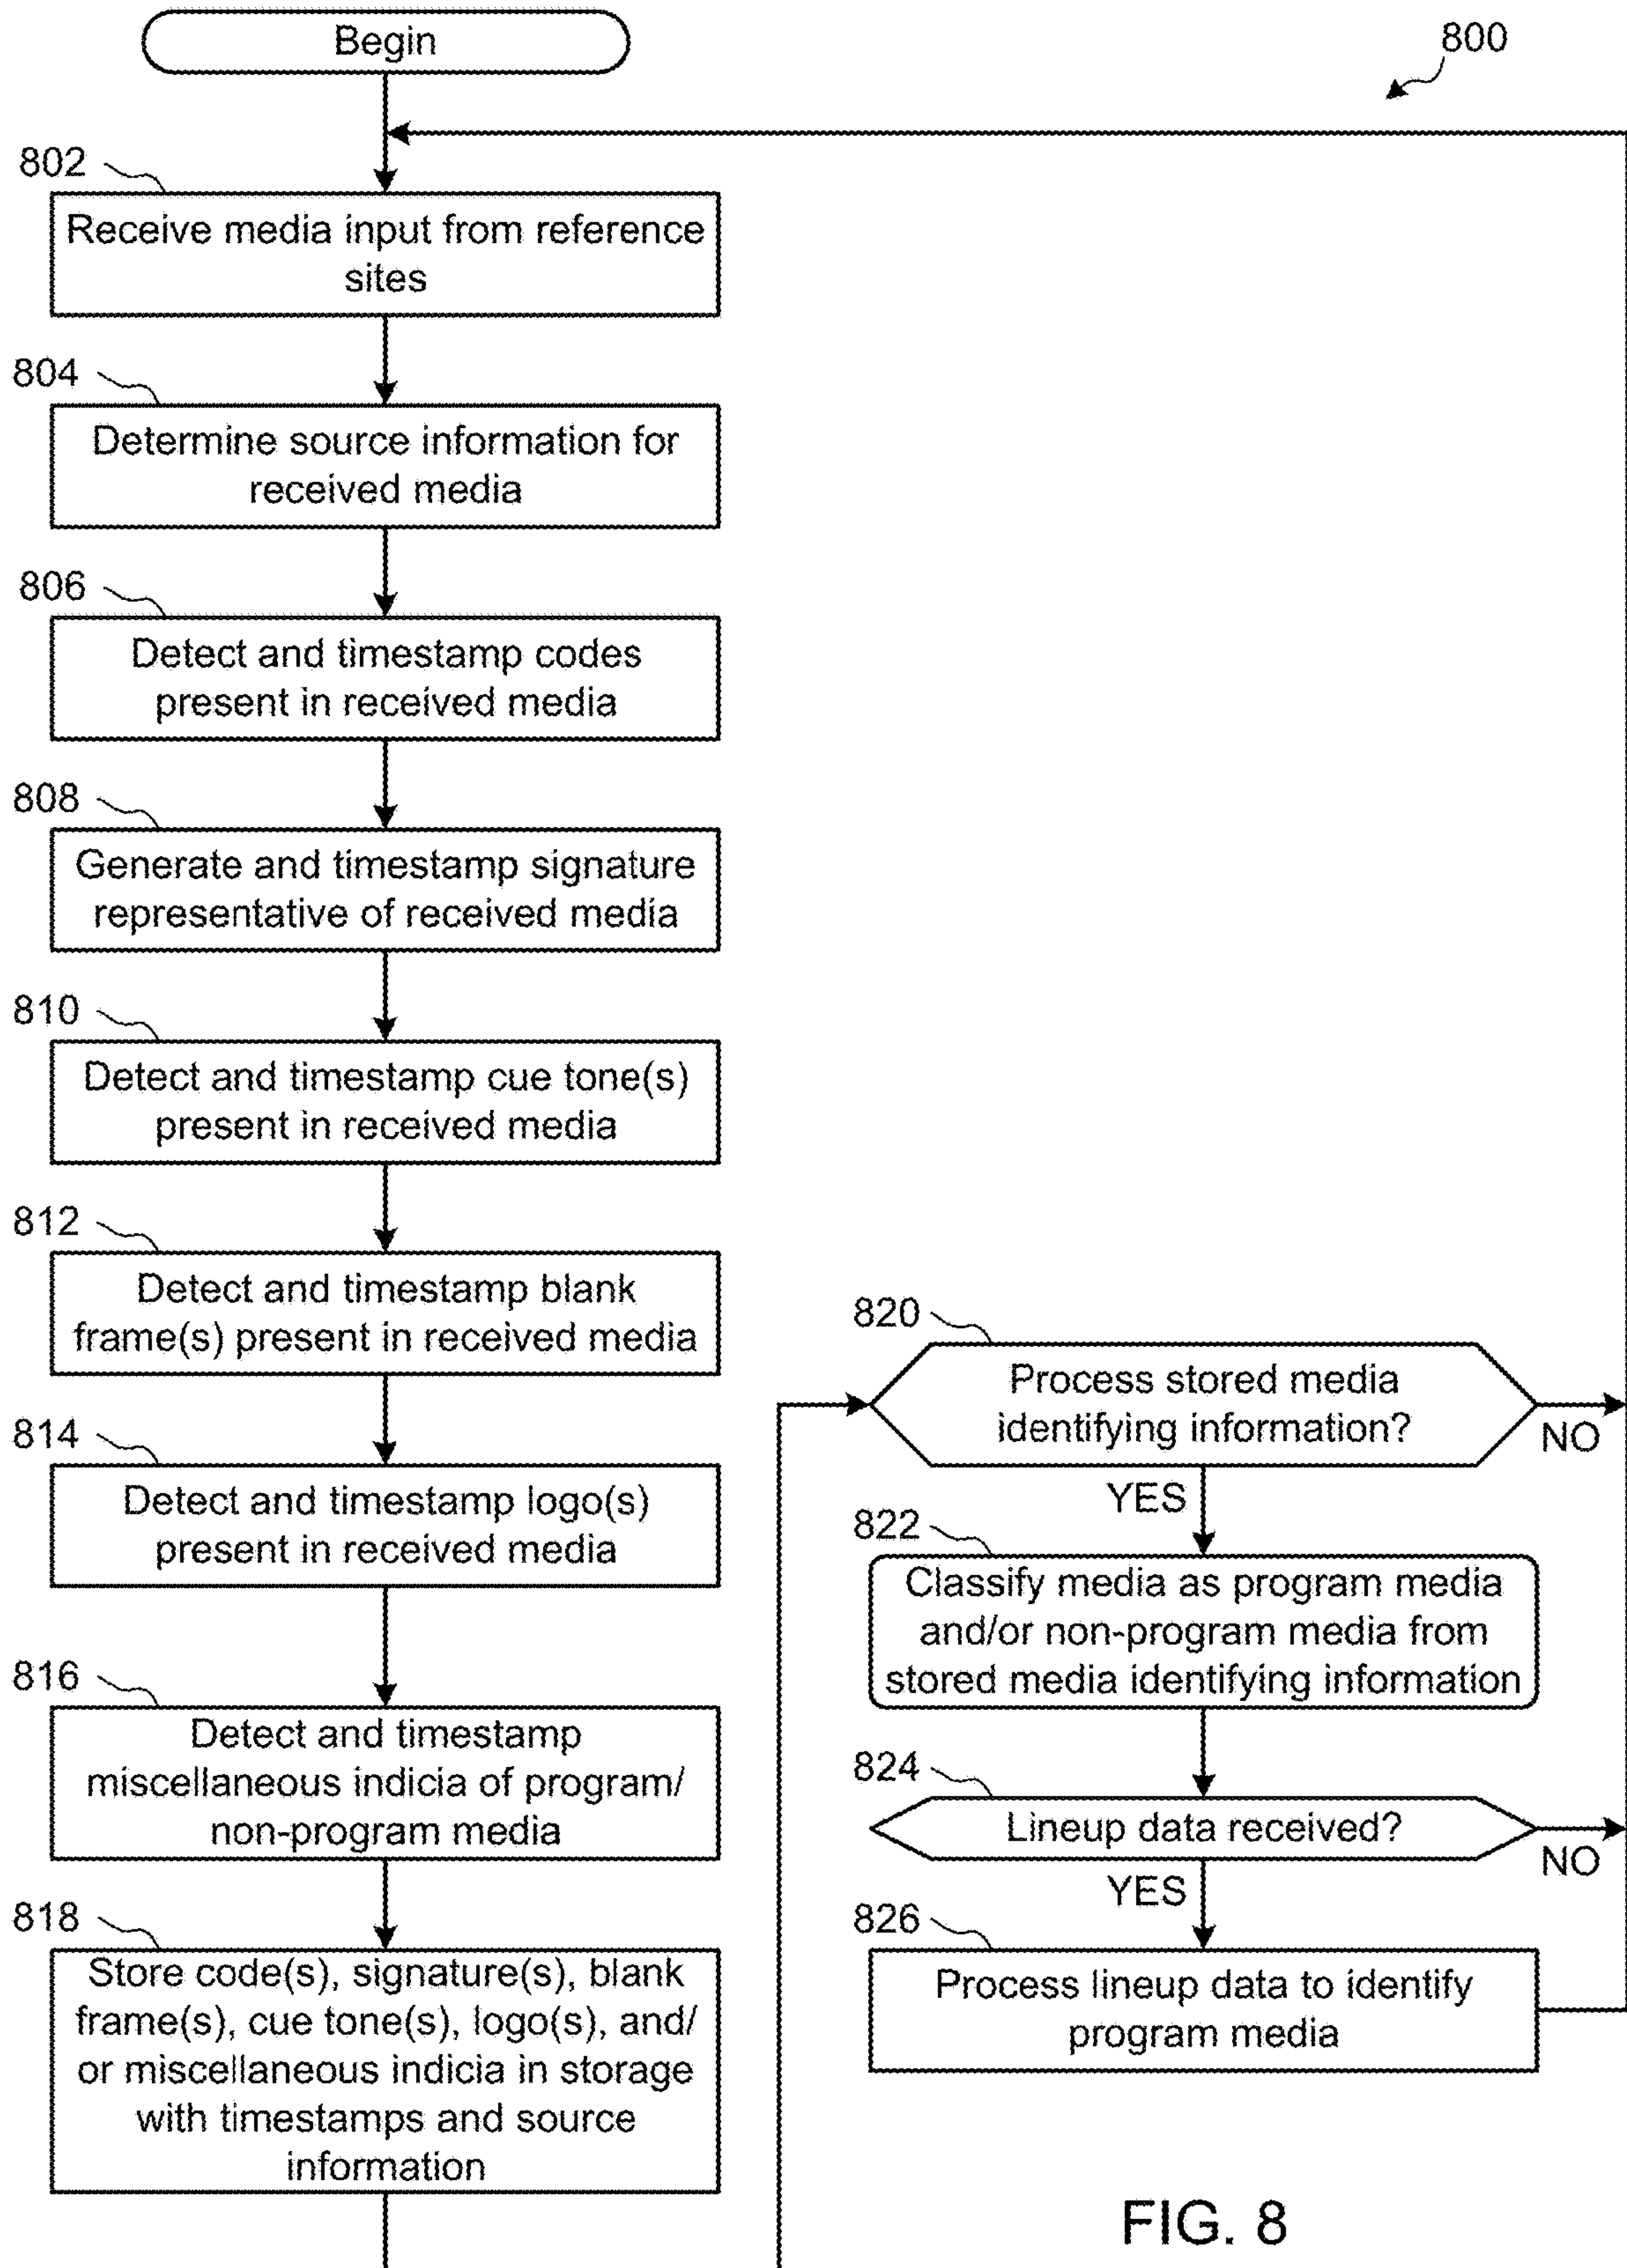 Begin
800
802
Receive media input from reference
sites
804
Determine source information for
received media
806
Detect and timestamp codes
present in received media
808
Generate and timestamp signature
representative of received media
810
Detect and timestamp cue tone(s)
present in received media
812
Detect and timestamp blank
frame(s) present in received media
814
Detect and timestamp logo(s)
present in received media
816
Detect and timestamp
miscellaneous indicia of program/
non-program media
818
Store code(s), signature(s), blank
frame(s), cue tone(s), logo(s), and/
or miscellaneous indicia in storage
with timestamps and source
information
820
Process stored media
identifying information?
NO
YES
822
Classify media as program media
and/or non-program media from
stored media identifying information
824
Lineup data received?
NO
YES
826
Process lineup data to identify
program media
FIG. 8